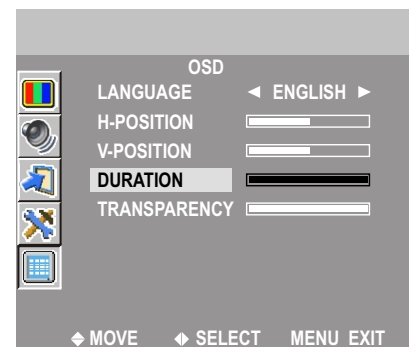 OSD
LANGUAGE ENGLISH
H-POSITION
V-POSITION
DURATION
TRANSPARENCY
MOVE SELECT MENU EXIT